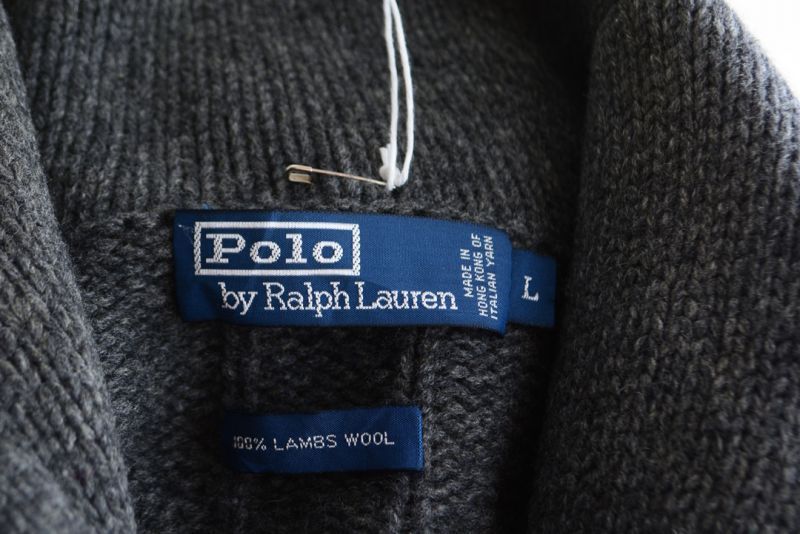 Polo
by Ralph Lauren
MADE IN
HONG KONG OF
ITALIAN YARN
L
100% LAMBS WOOL